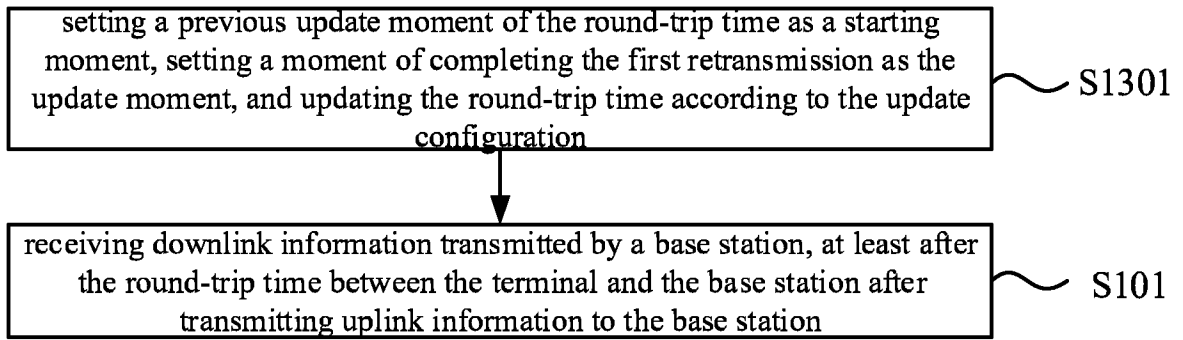 setting a previous update moment of the round-trip time as a starting
moment, setting a moment of completing the first retransmission as the
update moment, and updating the round-trip time according to the update
configuration
S1301
receiving downlink information transmitted by a base station, at least after
the round-trip time between the terminal and the base station after
transmitting uplink information to the base station
S101